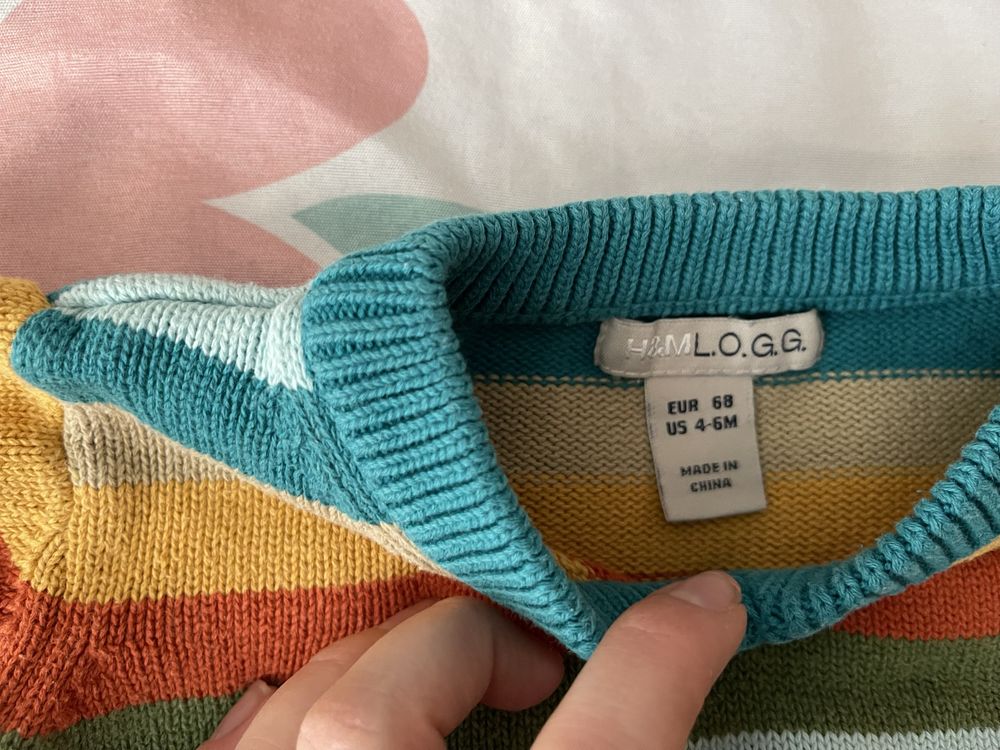 H&M L.O.G.G.
EUR 68
US 4-6M
MADE IN
CHINA